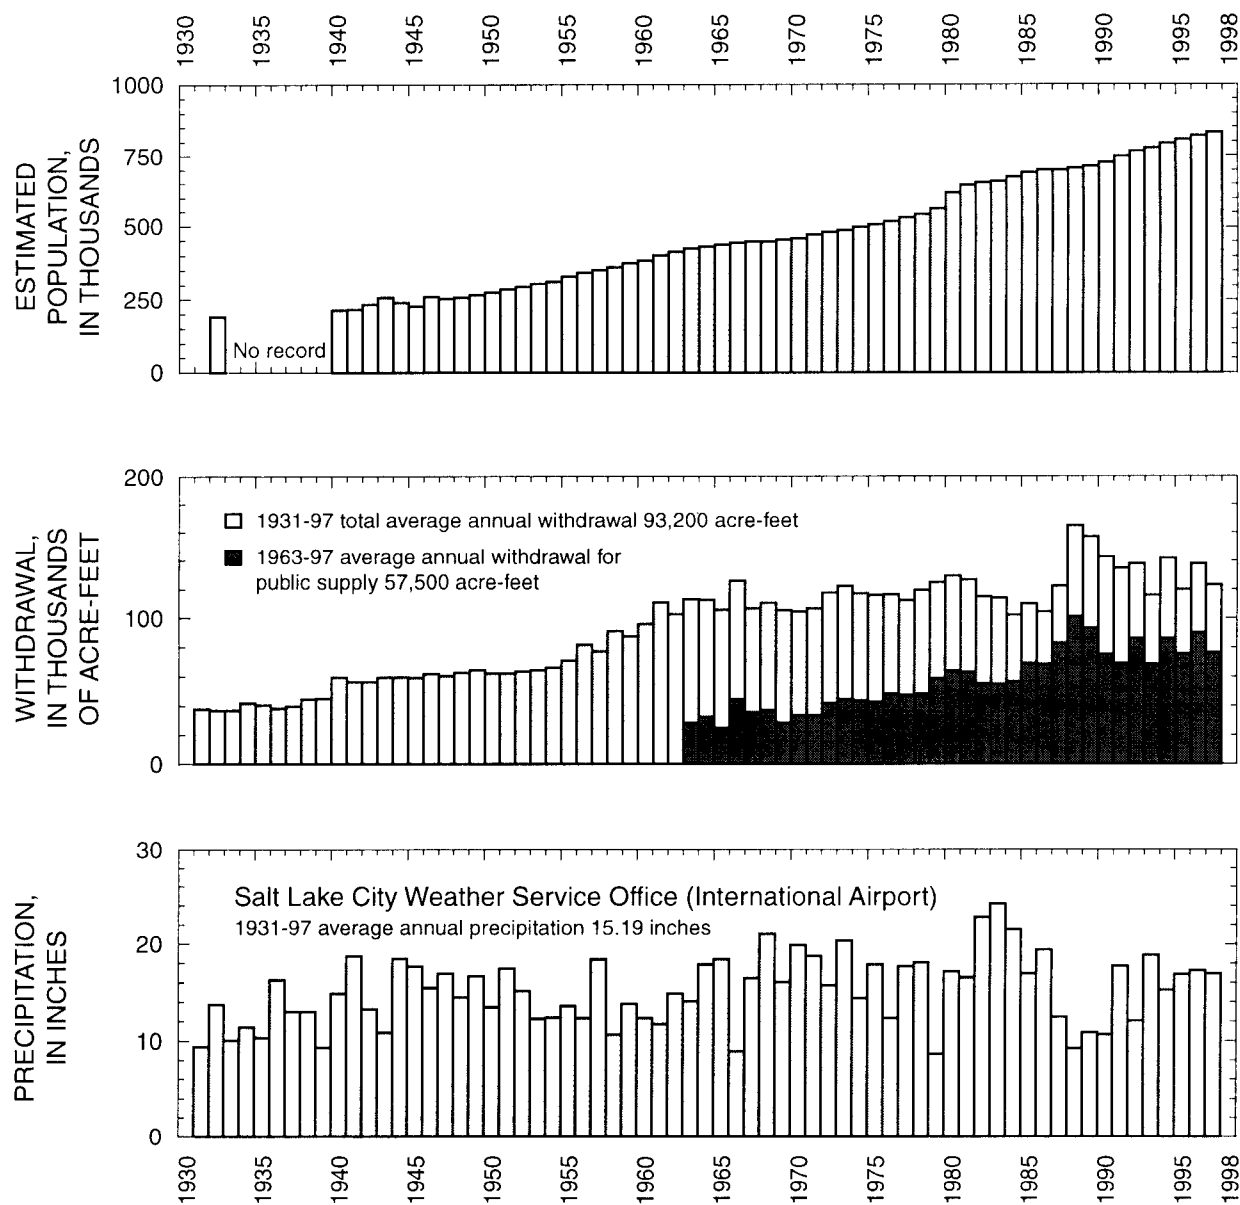 1930 1935 1940 1945 1950 1955 1960 1965 1970 1975 1980 1985 1990 1995 1998
ESTIMATED
POPULATION,
IN THOUSANDS
1000
750
500
250
0
No record
WITHDRAWAL,
IN THOUSANDS
OF ACRE-FEET
200
100
0
1931-97 total average annual withdrawal 93,200 acre-feet
1963-97 average annual withdrawal for
public supply 57,500 acre-feet
PRECIPITATION,
IN INCHES
30
20
10
0
Salt Lake City Weather Service Office (International Airport)
1931-97 average annual precipitation 15.19 inches
1930 1935 1940 1945 1950 1955 1960 1965 1970 1975 1980 1985 1990 1995 1998